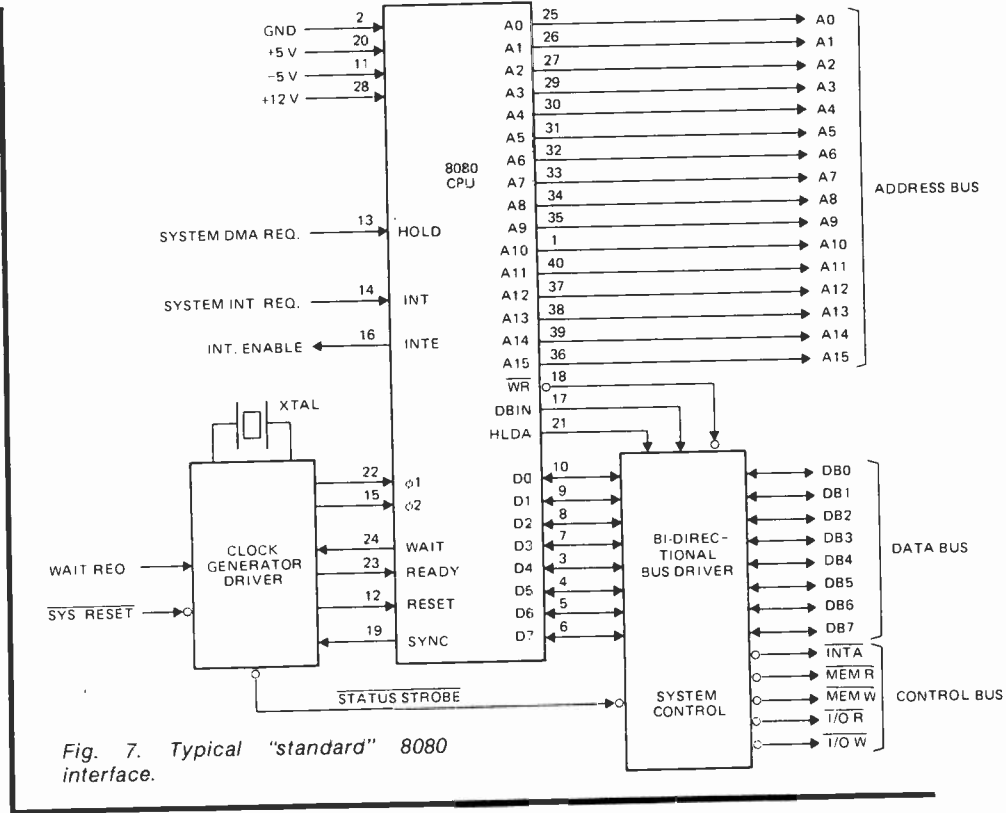 GND 2
+5 V 20
-5 V 11
+12 V 28
SYSTEM DMA REQ. 13 HOLD
SYSTEM INT REQ. 14 INT
INT. ENABLE 16 INTE
XTAL
22 φ1
15 φ2
24 WAIT
23 READY
12 RESET
19 SYNC
CLOCK
GENERATOR
DRIVER
WAIT REQ
SYS RESET
STATUS STROBE
8080
CPU
A0 25 A0
A1 26 A1
A2 27 A2
A3 29 A3
A4 30 A4
A5 31 A5
A6 32 A6
A7 33 A7
A8 34 A8
A9 35 A9
A10 1 A10
A11 40 A11
A12 37 A12
A13 38 A13
A14 39 A14
A15 36 A15
ADDRESS BUS
WR 18
DBIN 17
HLDA 21
D0 10
D1 9
D2 8
D3 7
D4 3
D5 4
D6 5
D7 6
BI-DIREC-
TIONAL
BUS DRIVER
SYSTEM
CONTROL
DB0
DB1
DB2
DB3
DB4
DB5
DB6
DB7
DATA BUS
INTA
MEM R
MEM W
I/O R
I/O W
CONTROL BUS
Fig. 7. Typical "standard" 8080
interface.